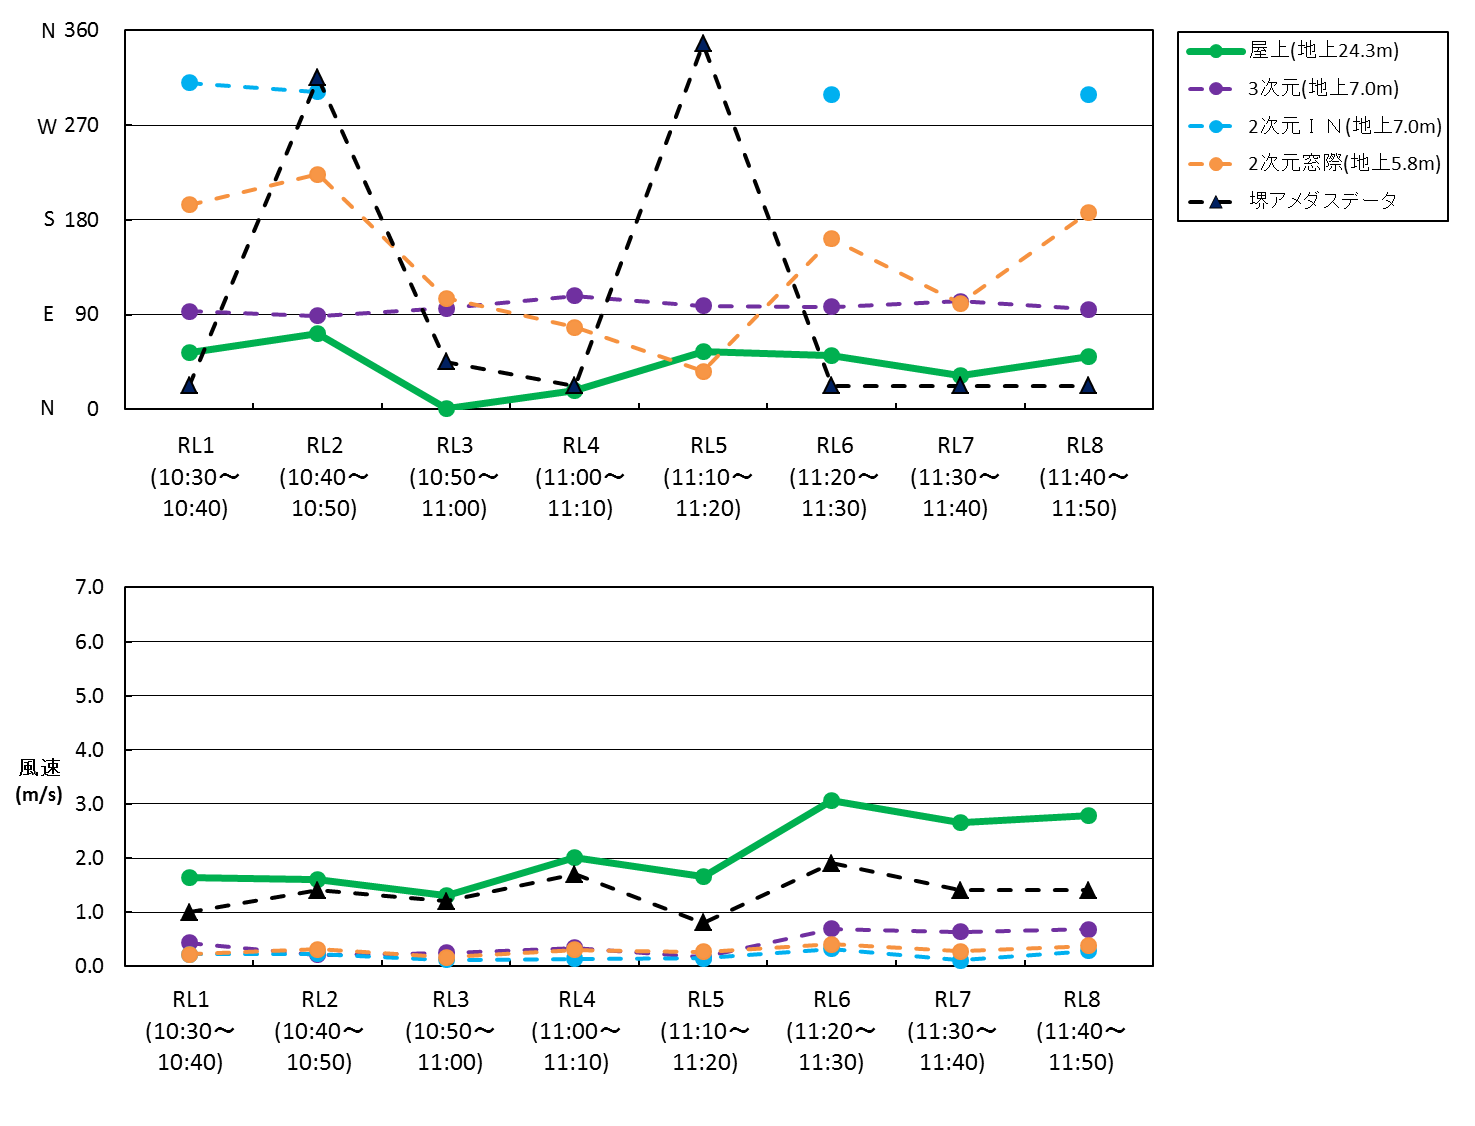 N 360
W 270
S 180
E 90
N 0
屋上(地上24.3m)
3次元(地上7.0m)
2次元ＩＮ(地上7.0m)
2次元窓際(地上5.8m)
堺アメダスデータ
RL1 RL2 RL3 RL4 RL5 RL6 RL7 RL8
(10:30～ (10:40～ (10:50～ (11:00～ (11:10～ (11:20～ (11:30～ (11:40～
10:40) 10:50) 11:00) 11:10) 11:20) 11:30) 11:40) 11:50)
7.0
6.0
5.0
4.0
風速
(m/s)
3.0
2.0
1.0
0.0
RL1 RL2 RL3 RL4 RL5 RL6 RL7 RL8
(10:30～ (10:40～ (10:50～ (11:00～ (11:10～ (11:20～ (11:30～ (11:40～
10:40) 10:50) 11:00) 11:10) 11:20) 11:30) 11:40) 11:50)